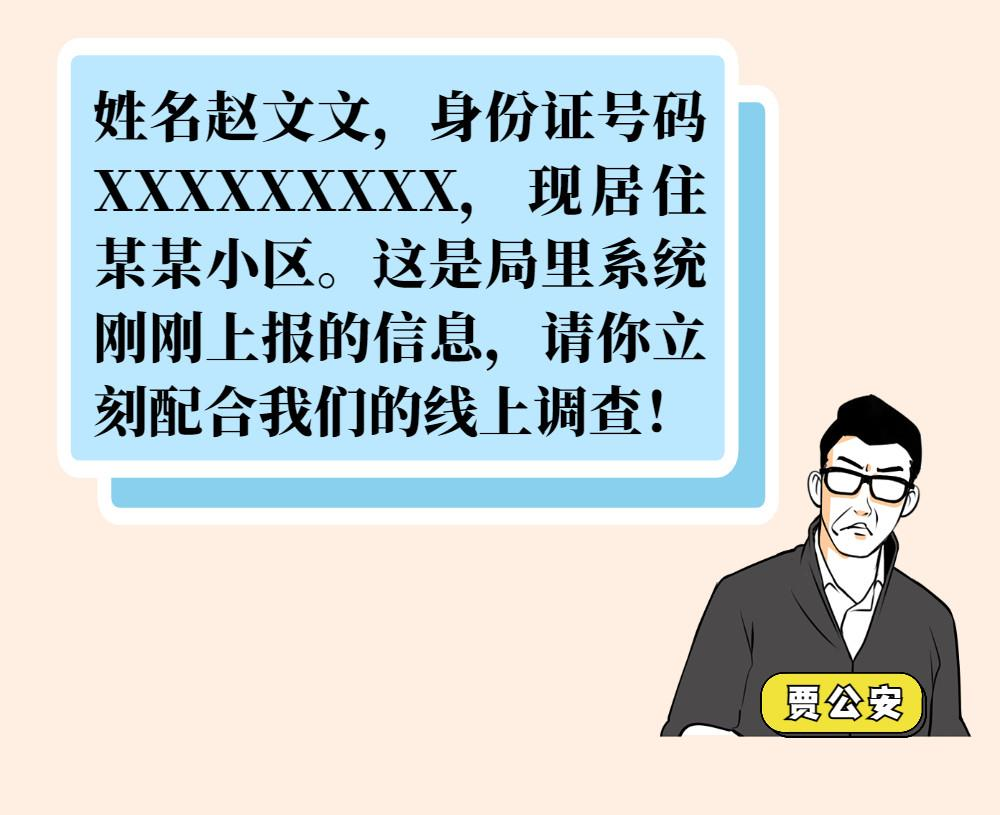 姓名赵文文，身份证号码
XXXXXXXXX，现居住
某某小区。这是局里系统
刚刚上报的信息，请你立
刻配合我们的线上调查！
贾公安